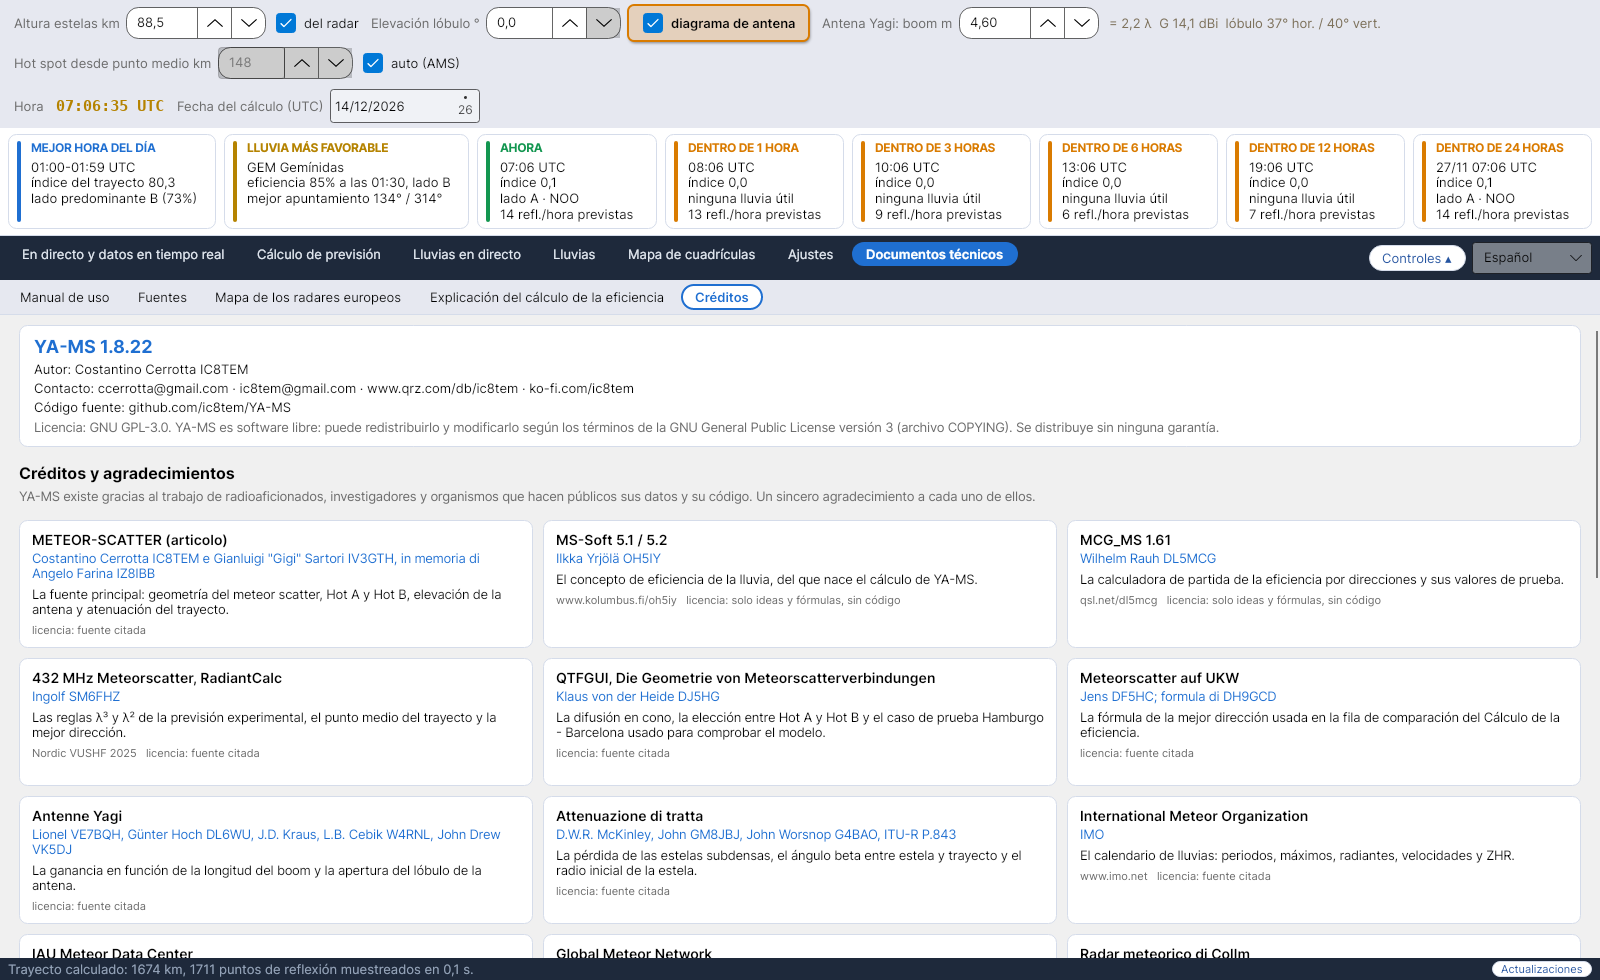 Altura estelas km 88,5 del radar Elevación lóbulo ° 0,0 diagrama de antena Antena Yagi: boom m 4,60 = 2,2 λ G 14,1 dBi lóbulo 37° hor. / 40° vert.
Hot spot desde punto medio km 148 auto (AMS)
Hora 07:06:35 UTC Fecha del cálculo (UTC) 14/12/2026 26
MEJOR HORA DEL DÍA
01:00-01:59 UTC
índice del trayecto 80,3
lado predominante B (73%)
LLUVIA MÁS FAVORABLE
GEM Gemínidas
eficiencia 85% a las 01:30, lado B
mejor apuntamiento 134° / 314°
AHORA
07:06 UTC
índice 0,1
lado A · NOO
14 refl./hora previstas
DENTRO DE 1 HORA
08:06 UTC
índice 0,0
ninguna lluvia útil
13 refl./hora previstas
DENTRO DE 3 HORAS
10:06 UTC
índice 0,0
ninguna lluvia útil
9 refl./hora previstas
DENTRO DE 6 HORAS
13:06 UTC
índice 0,0
ninguna lluvia útil
6 refl./hora previstas
DENTRO DE 12 HORAS
19:06 UTC
índice 0,0
ninguna lluvia útil
7 refl./hora previstas
DENTRO DE 24 HORAS
27/11 07:06 UTC
índice 0,1
lado A · NOO
14 refl./hora previstas
En directo y datos en tiempo real Cálculo de previsión Lluvias en directo Lluvias Mapa de cuadrículas Ajustes Documentos técnicos Controles ▴ Español
Manual de uso Fuentes Mapa de los radares europeos Explicación del cálculo de la eficiencia Créditos
YA-MS 1.8.22
Autor: Costantino Cerrotta IC8TEM
Contacto: ccerrotta@gmail.com · ic8tem@gmail.com · www.qrz.com/db/ic8tem · ko-fi.com/ic8tem
Código fuente: github.com/ic8tem/YA-MS
Licencia: GNU GPL-3.0. YA-MS es software libre: puede redistribuirlo y modificarlo según los términos de la GNU General Public License versión 3 (archivo COPYING). Se distribuye sin ninguna garantía.
Créditos y agradecimientos
YA-MS existe gracias al trabajo de radioaficionados, investigadores y organismos que hacen públicos sus datos y su código. Un sincero agradecimiento a cada uno de ellos.
METEOR-SCATTER (articolo)
Costantino Cerrotta IC8TEM e Gianluigi "Gigi" Sartori IV3GTH, in memoria di
Angelo Farina IZ8IBB
La fuente principal: geometría del meteor scatter, Hot A y Hot B, elevación de la
antena y atenuación del trayecto.
licencia: fuente citada
MS-Soft 5.1 / 5.2
Ilkka Yrjölä OH5IY
El concepto de eficiencia de la lluvia, del que nace el cálculo de YA-MS.
www.kolumbus.fi/oh5iy licencia: solo ideas y fórmulas, sin código
MCG_MS 1.61
Wilhelm Rauh DL5MCG
La calculadora de partida de la eficiencia por direcciones y sus valores de prueba.
qsl.net/dl5mcg licencia: solo ideas y fórmulas, sin código
432 MHz Meteorscatter, RadiantCalc
Ingolf SM6FHZ
Las reglas λ³ y λ² de la previsión experimental, el punto medio del trayecto y la
mejor dirección.
Nordic VUSHF 2025 licencia: fuente citada
QTFGUI, Die Geometrie von Meteorscatterverbindungen
Klaus von der Heide DJ5HG
La difusión en cono, la elección entre Hot A y Hot B y el caso de prueba Hamburgo
- Barcelona usado para comprobar el modelo.
licencia: fuente citada
Meteorscatter auf UKW
Jens DF5HC; formula di DH9GCD
La fórmula de la mejor dirección usada en la fila de comparación del Cálculo de la
eficiencia.
licencia: fuente citada
Antenne Yagi
Lionel VE7BQH, Günter Hoch DL6WU, J.D. Kraus, L.B. Cebik W4RNL, John Drew
VK5DJ
La ganancia en función de la longitud del boom y la apertura del lóbulo de la
antena.
licencia: fuente citada
Attenuazione di tratta
D.W.R. McKinley, John GM8JBJ, John Worsnop G4BAO, ITU-R P.843
La pérdida de las estelas subdensas, el ángulo beta entre estela y trayecto y el
radio inicial de la estela.
licencia: fuente citada
International Meteor Organization
IMO
El calendario de lluvias: periodos, máximos, radiantes, velocidades y ZHR.
www.imo.net licencia: fuente citada
IAU Meteor Data Center
Global Meteor Network
Radar meteorico di Collm
Trayecto calculado: 1674 km, 1711 puntos de reflexión muestreados en 0,1 s. Actualizaciones